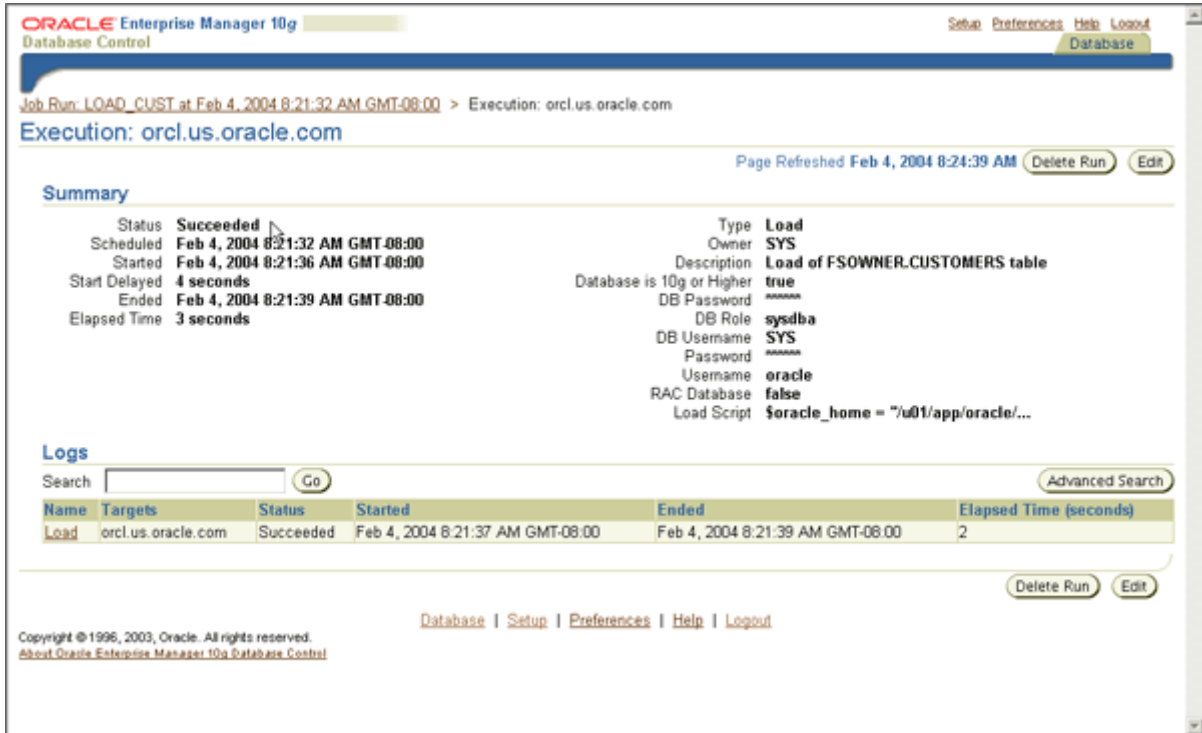 ORACLE Enterprise Manager 10g
Database Control
Setup Preferences Help Logout
Database
Job Run: LOAD_CUST at Feb 4, 2004 8:21:32 AM GMT-08:00 > Execution: orcl.us.oracle.com
Execution: orcl.us.oracle.com
Page Refreshed Feb 4, 2004 8:24:39 AM Delete Run Edit
Summary
Status Succeeded
Scheduled Feb 4, 2004 8:21:32 AM GMT-08:00
Started Feb 4, 2004 8:21:36 AM GMT-08:00
Start Delayed 4 seconds
Ended Feb 4, 2004 8:21:39 AM GMT-08:00
Elapsed Time 3 seconds
Type Load
Owner SYS
Description Load of FSOWNER.CUSTOMERS table
Database is 10g or Higher true
DB Password ******
DB Role sysdba
DB Username SYS
Password ******
Username oracle
RAC Database false
Load Script $oracle_home = "/u01/app/oracle/...
Logs
Search Go Advanced Search
Name Targets Status Started Ended Elapsed Time (seconds)
Load orcl.us.oracle.com Succeeded Feb 4, 2004 8:21:37 AM GMT-08:00 Feb 4, 2004 8:21:39 AM GMT-08:00 2
Delete Run Edit
Database | Setup | Preferences | Help | Logout
Copyright © 1996, 2003, Oracle. All rights reserved.
About Oracle Enterprise Manager 10g Database Control